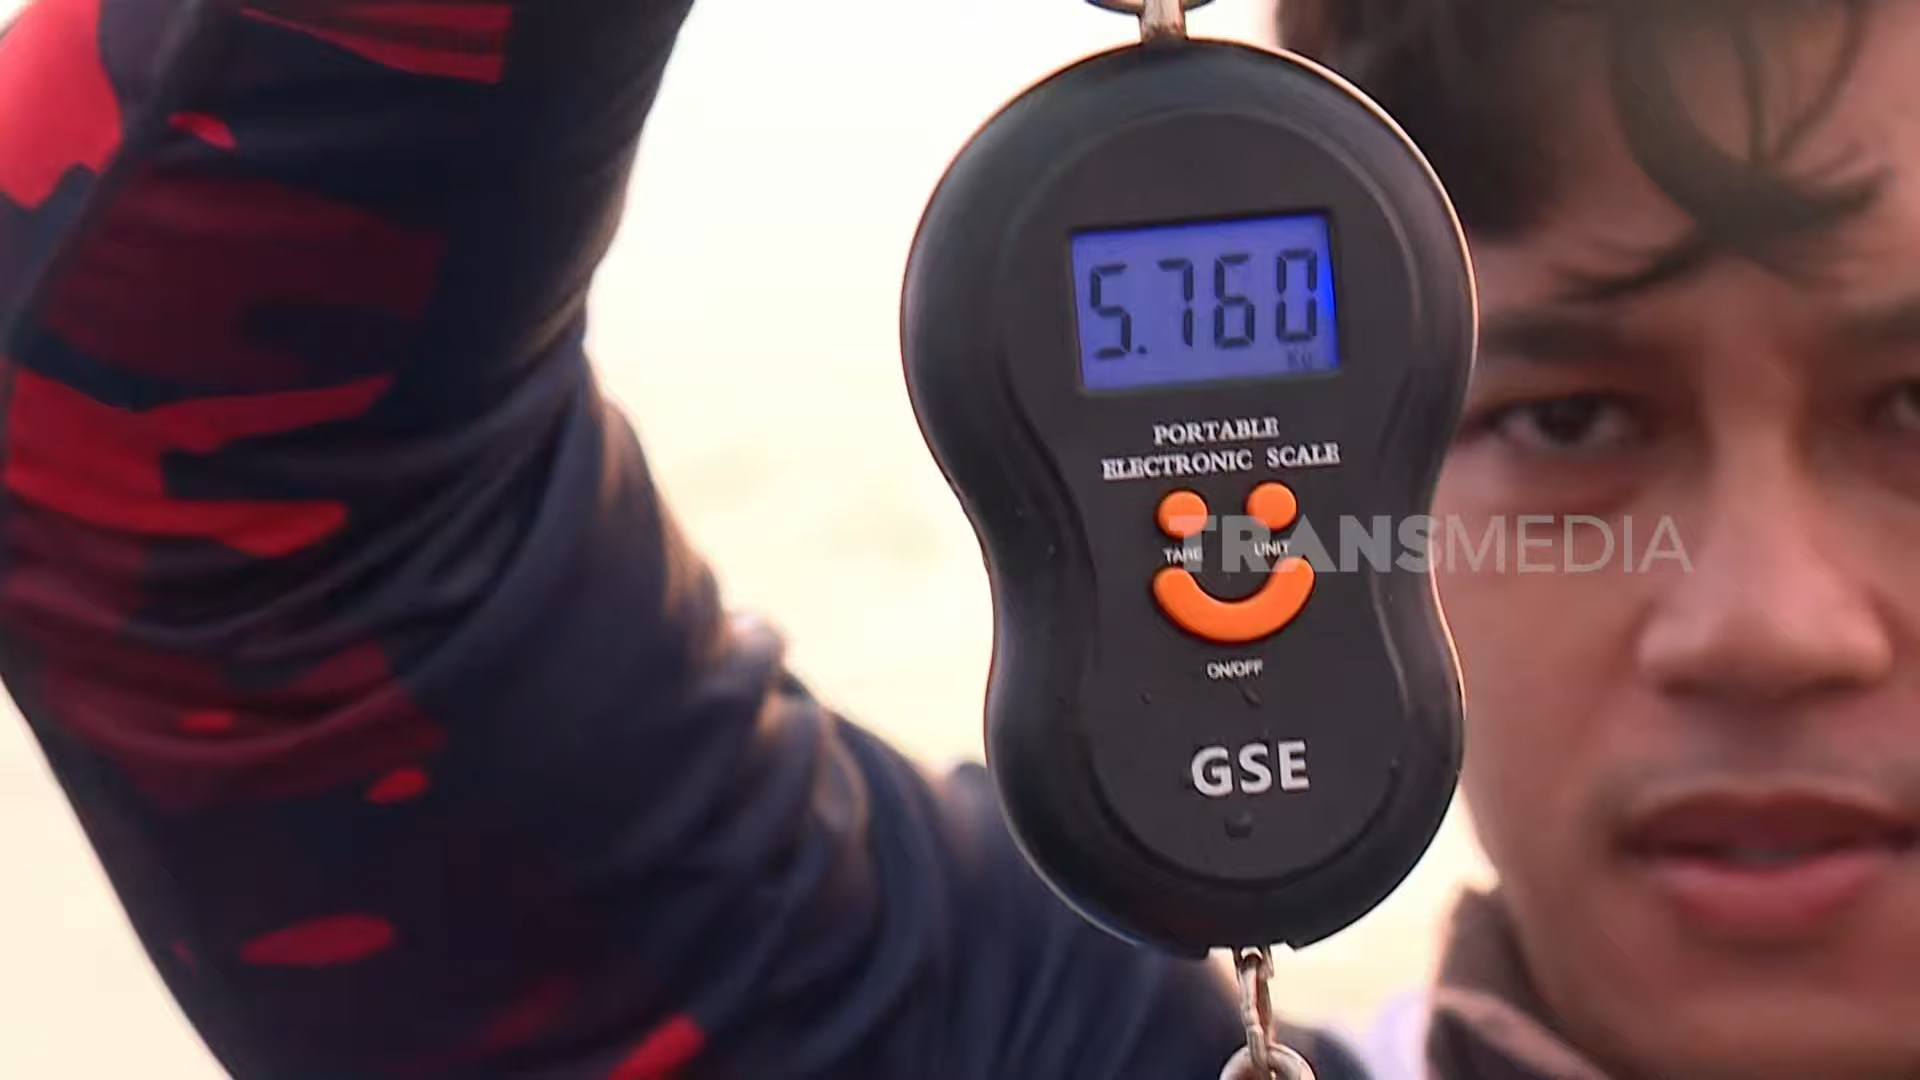 5.760
Kg
PORTABLE
ELECTRONIC SCALE
TARE UNIT
TRANSMEDIA
ON/OFF
GSE